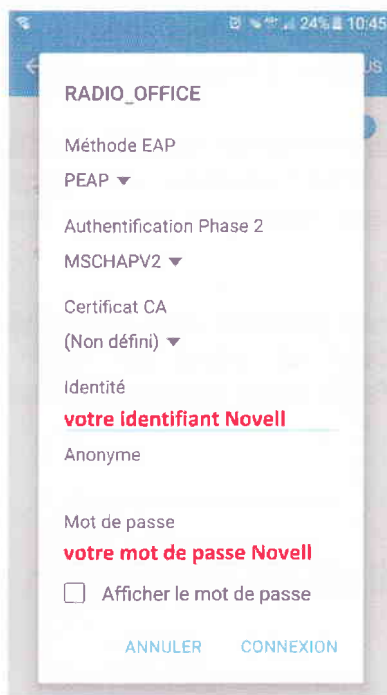 24% 10:45
US
RADIO_OFFICE
Méthode EAP
PEAP
Authentification Phase 2
MSCHAPV2
Certificat CA
(Non défini)
Identité
votre identifiant Novell
Anonyme
Mot de passe
votre mot de passe Novell
Afficher le mot de passe
ANNULER CONNEXION